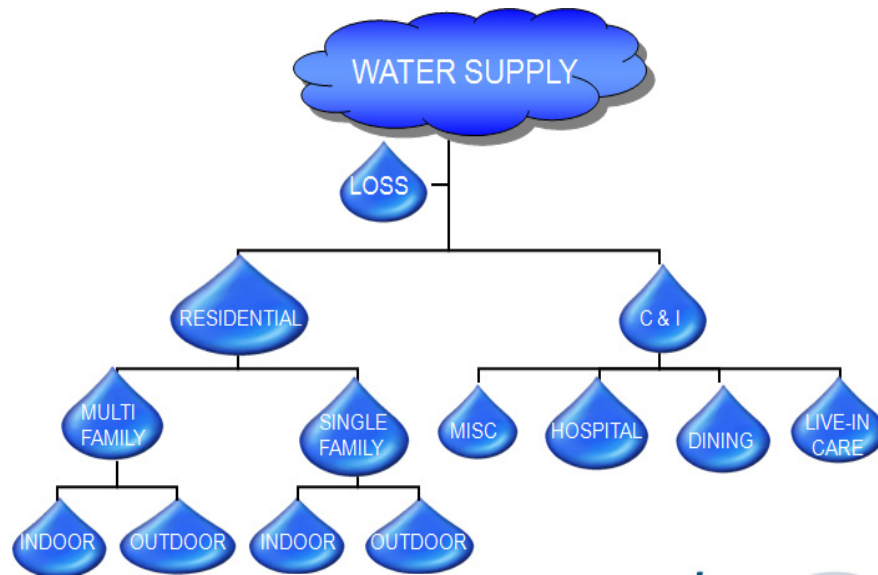 WATER SUPPLY
LOSS
RESIDENTIAL
C & I
MULTI
FAMILY
SINGLE
FAMILY
MISC
HOSPITAL
DINING
LIVE-IN
CARE
INDOOR
OUTDOOR
INDOOR
OUTDOOR